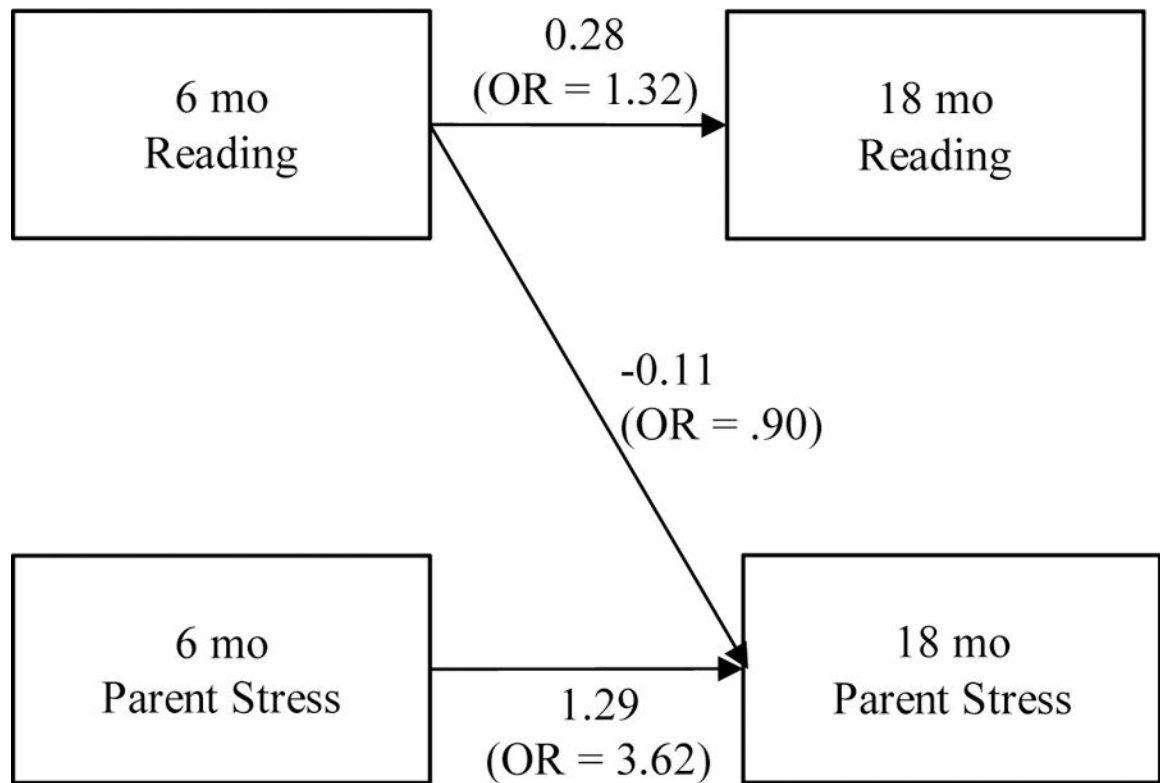 6 mo
Reading
0.28
(OR = 1.32)
18 mo
Reading
-0.11
(OR = .90)
6 mo
Parent Stress
1.29
(OR = 3.62)
18 mo
Parent Stress